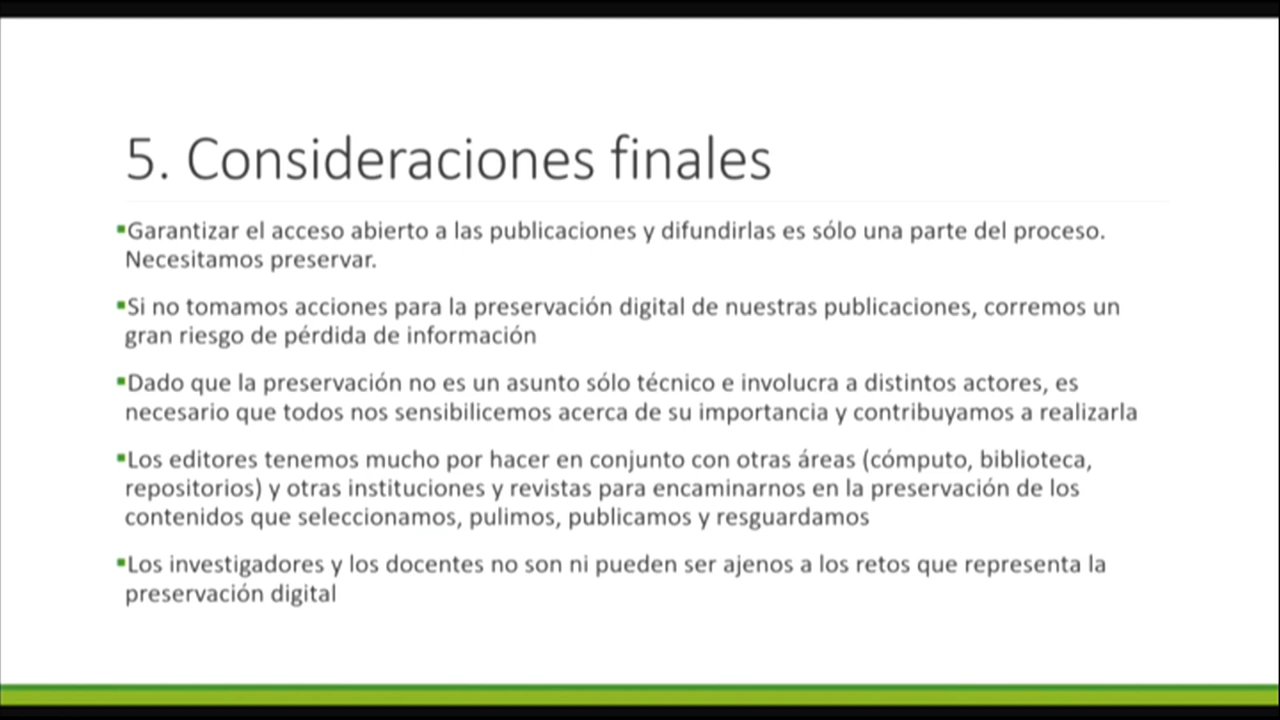 5. Consideraciones finales
▪Garantizar el acceso abierto a las publicaciones y difundirlas es sólo una parte del proceso.
Necesitamos preservar.
▪Si no tomamos acciones para la preservación digital de nuestras publicaciones, corremos un
gran riesgo de pérdida de información
▪Dado que la preservación no es un asunto sólo técnico e involucra a distintos actores, es
necesario que todos nos sensibilicemos acerca de su importancia y contribuyamos a realizarla
▪Los editores tenemos mucho por hacer en conjunto con otras áreas (cómputo, biblioteca,
repositorios) y otras instituciones y revistas para encaminarnos en la preservación de los
contenidos que seleccionamos, pulimos, publicamos y resguardamos
▪Los investigadores y los docentes no son ni pueden ser ajenos a los retos que representa la
preservación digital